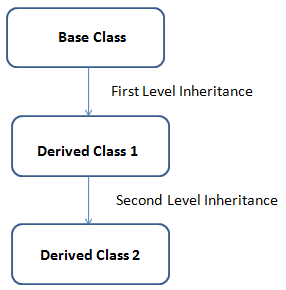 Base Class
First Level Inheritance
Derived Class 1
Second Level Inheritance
Derived Class 2